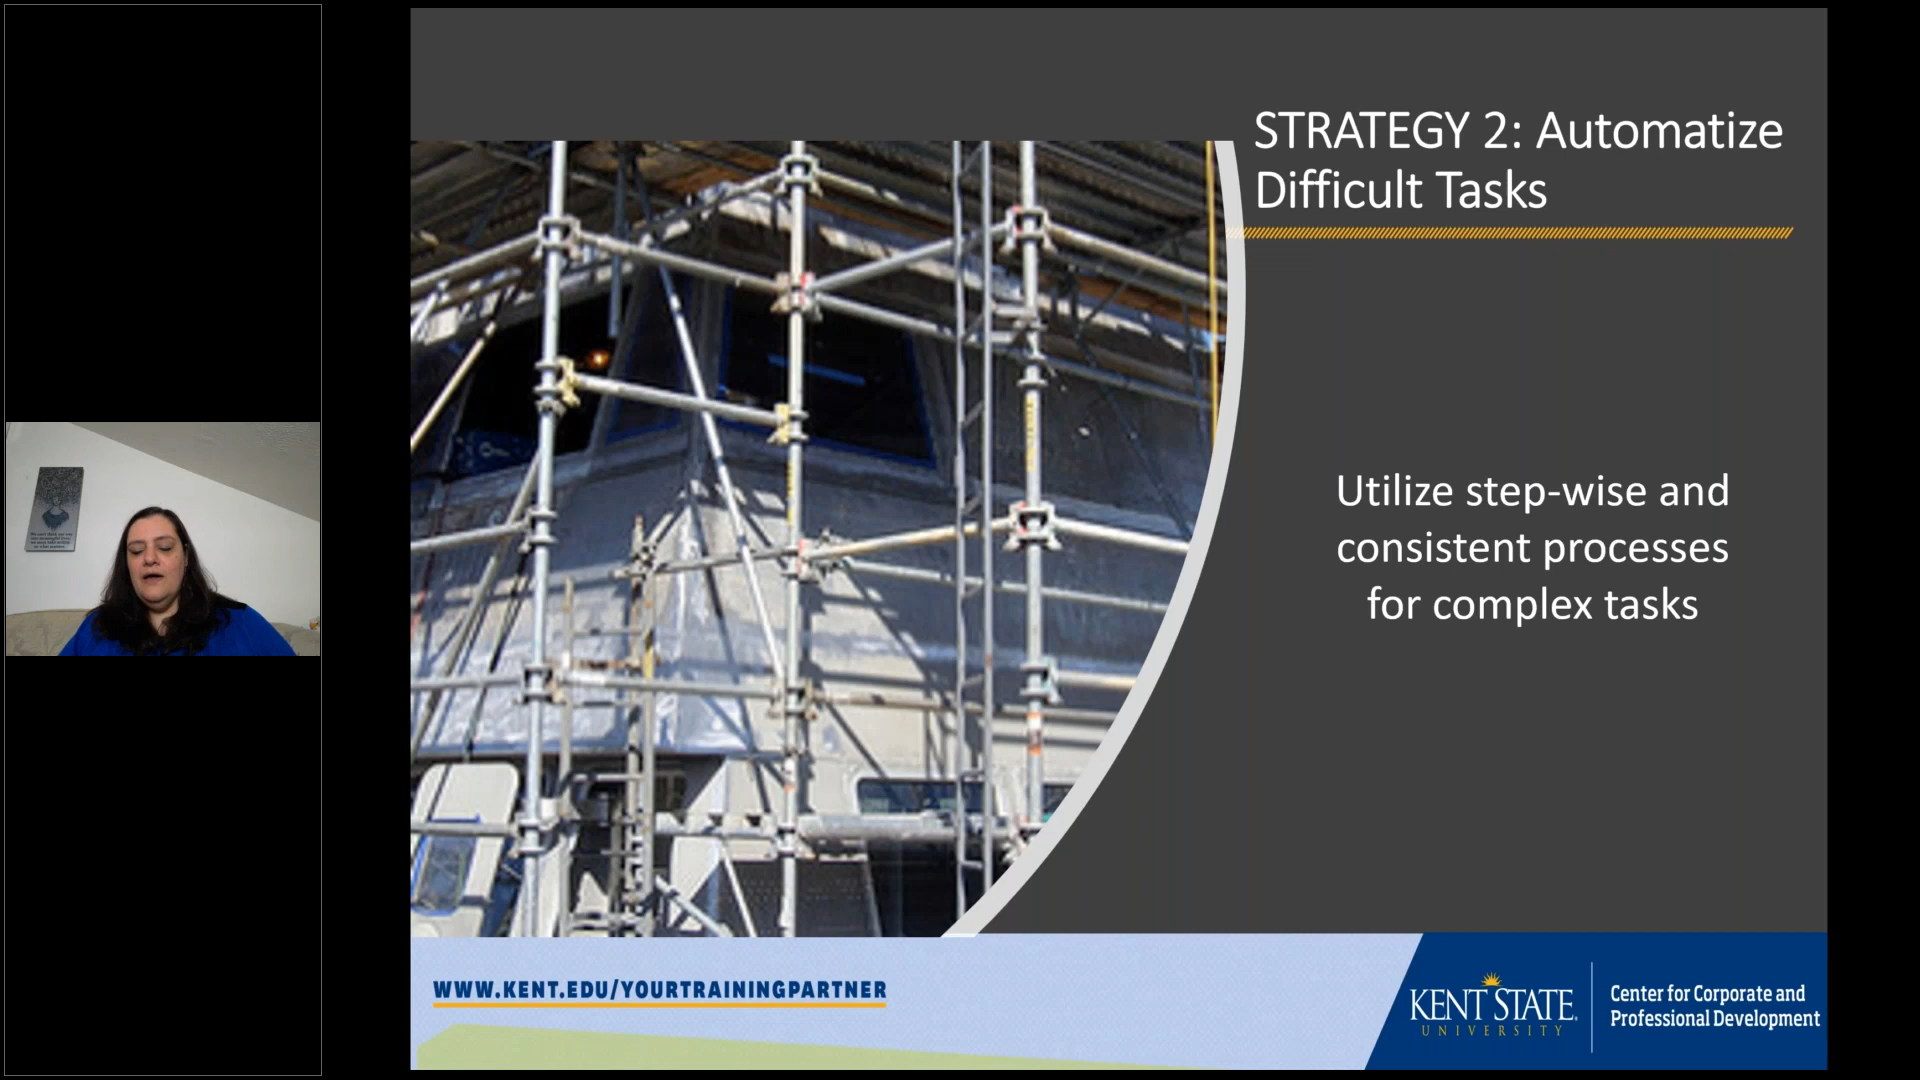 STRATEGY 2: Automatize
Difficult Tasks
Utilize step-wise and
consistent processes
for complex tasks
WWW.KENT.EDU/YOURTRAININGPARTNER
KENT STATE
UNIVERSITY
Center for Corporate and
Professional Development